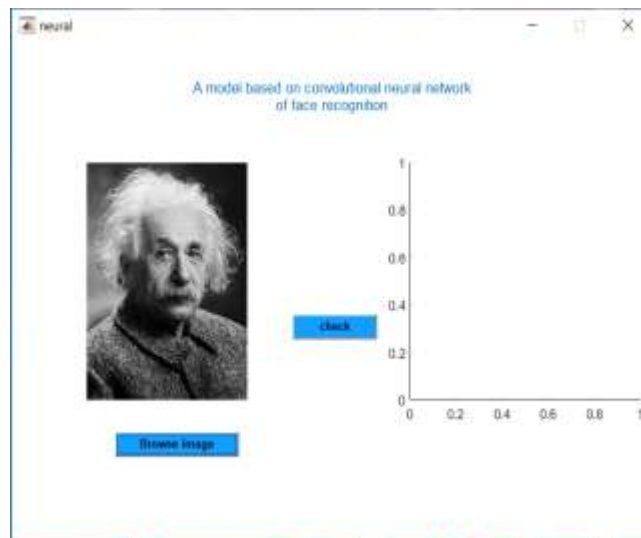 neural
A model based on convolutional neural network
of face recognition
1
0.8
0.6
0.4
0.2
0
0 0.2 0.4 0.6 0.8 1
check
Browse image